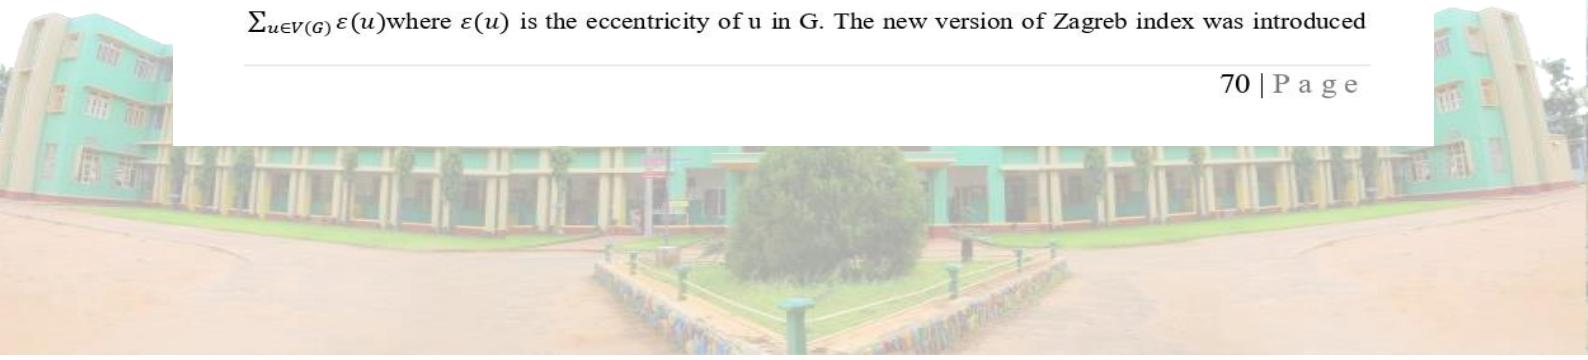 ∑u∈V(G) ε(u)where ε(u) is the eccentricity of u in G. The new version of Zagreb index was introduced
70 | P a g e